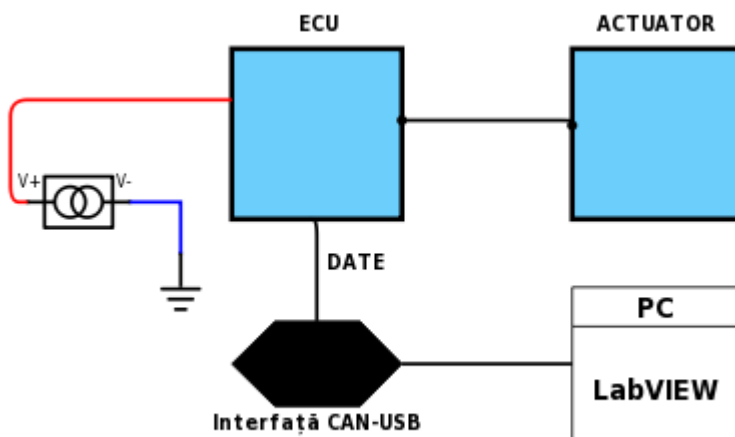 ECU
ACTUATOR
V+
V-
DATE
PC
LabVIEW
Interfață CAN-USB